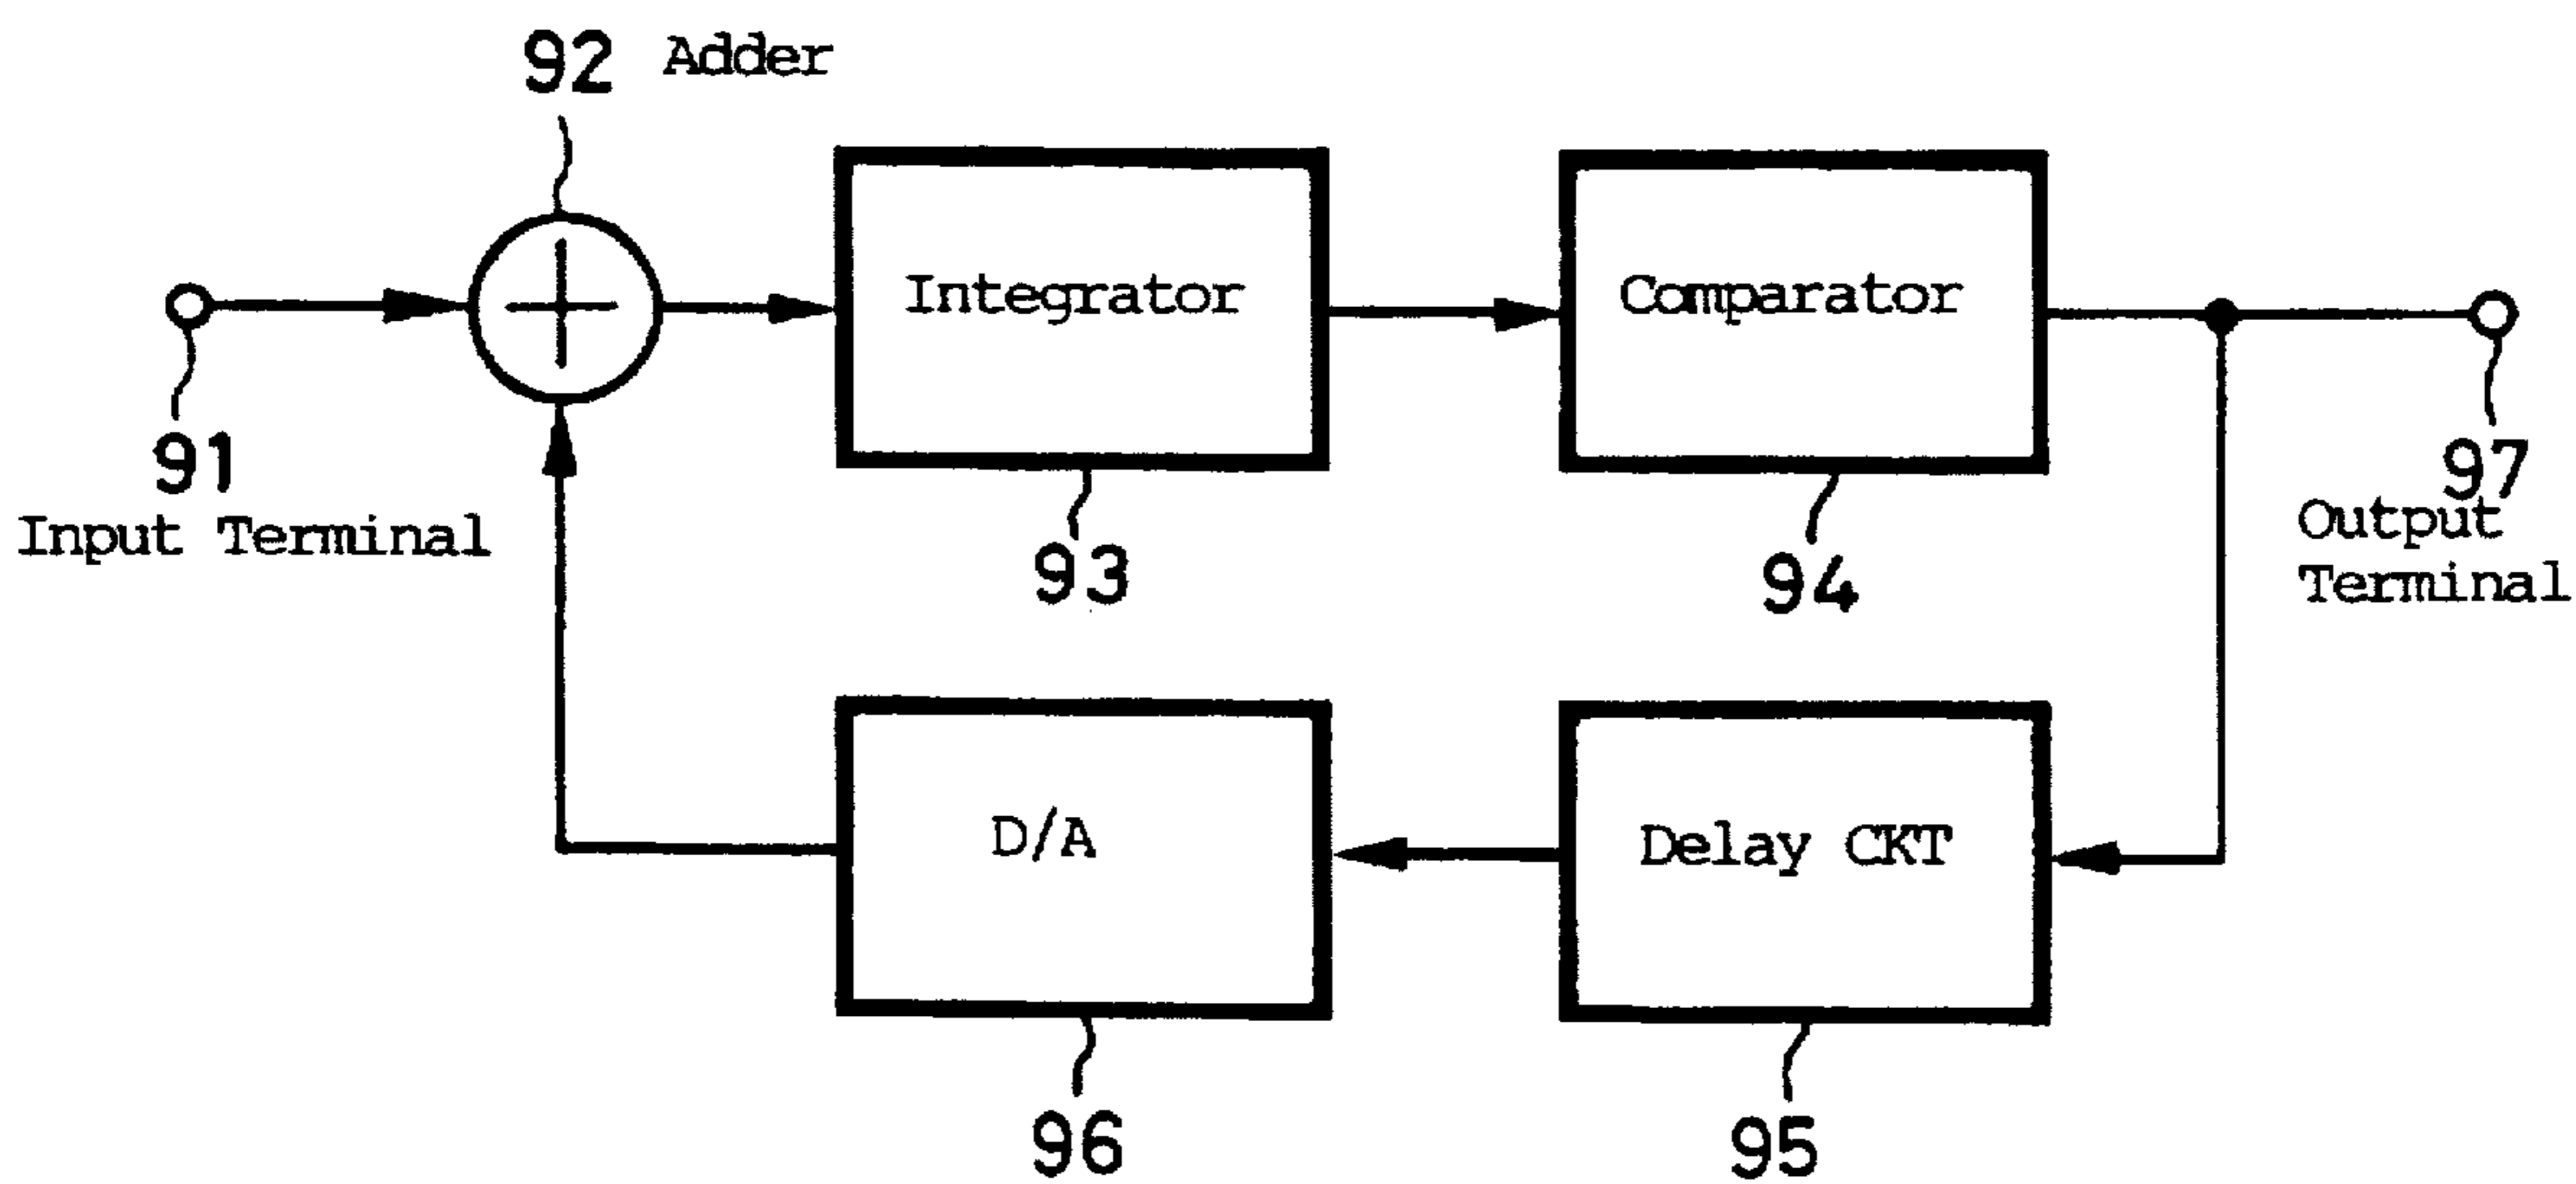 92 Adder
Integrator
Comparator
91
Input Terminal
93
94
97
Output
Terminal
D/A
Delay CKT
96
95